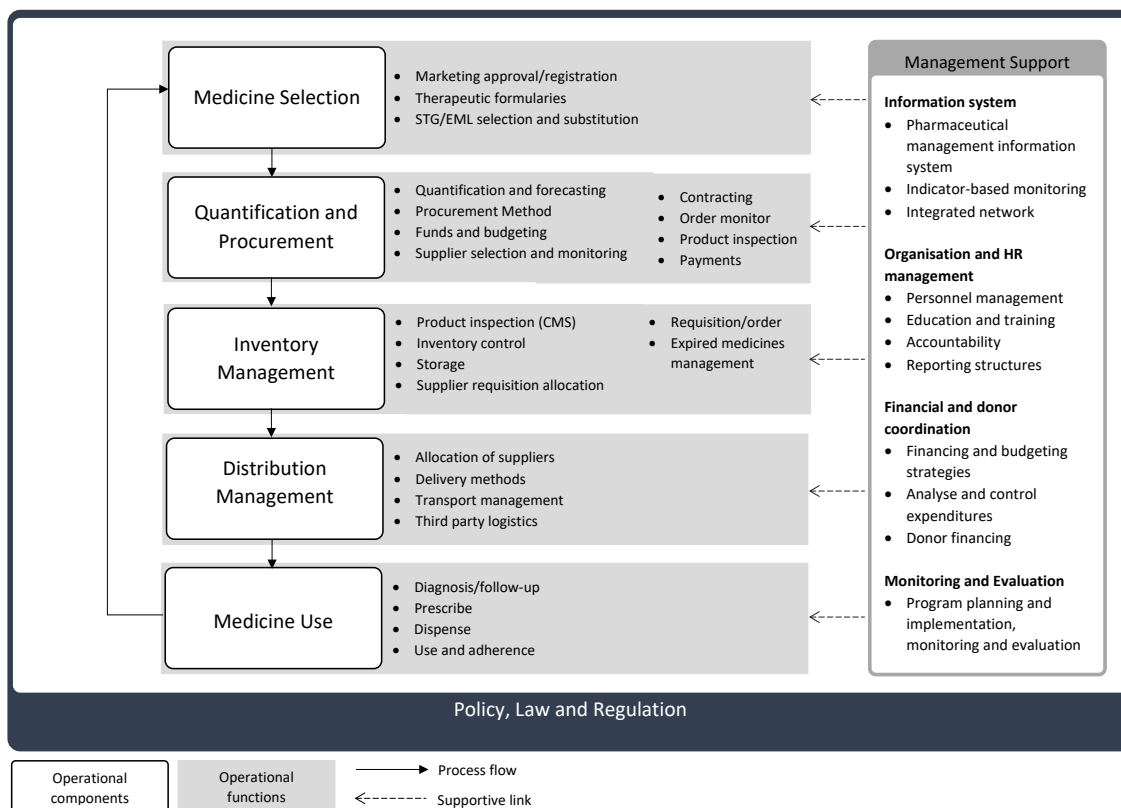 Medicine Selection
• Marketing approval/registration
• Therapeutic formularies
• STG/EML selection and substitution
Quantification and
Procurement
• Quantification and forecasting
• Procurement Method
• Funds and budgeting
• Supplier selection and monitoring
• Contracting
• Order monitor
• Product inspection
• Payments
Inventory
Management
• Product inspection (CMS)
• Inventory control
• Storage
• Supplier requisition allocation
• Requisition/order
• Expired medicines
management
Distribution
Management
• Allocation of suppliers
• Delivery methods
• Transport management
• Third party logistics
Medicine Use
• Diagnosis/follow-up
• Prescribe
• Dispense
• Use and adherence
Management Support
Information system
• Pharmaceutical
management information
system
• Indicator-based monitoring
• Integrated network
Organisation and HR
management
• Personnel management
• Education and training
• Accountability
• Reporting structures
Financial and donor
coordination
• Financing and budgeting
strategies
• Analyse and control
expenditures
• Donor financing
Monitoring and Evaluation
• Program planning and
implementation,
monitoring and evaluation
Policy, Law and Regulation
Operational
components
Operational
functions
Process flow
Supportive link